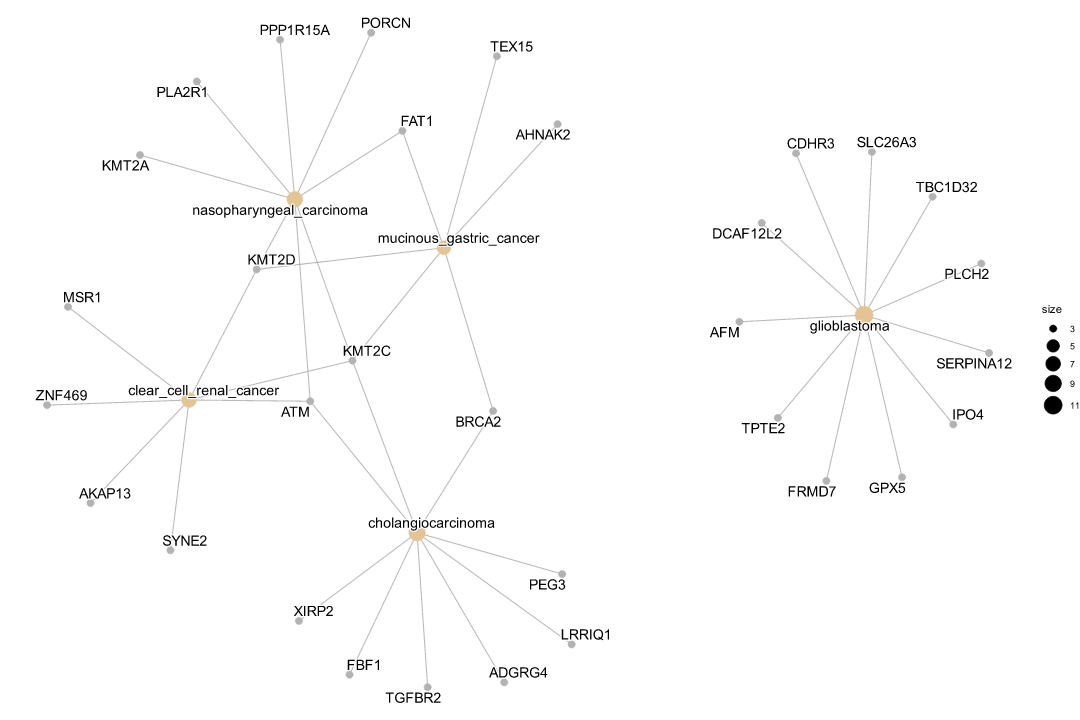 PORCN
PPP1R15A
TEX15
PLA2R1
FAT1
AHNAK2
KMT2A
nasopharyngeal_carcinoma
mucinous_gastric_cancer
KMT2D
MSR1
KMT2C
clear_cell_renal_cancer
ZNF469
ATM
BRCA2
AKAP13
cholangiocarcinoma
SYNE2
PEG3
XIRP2
LRRIQ1
FBF1
ADGRG4
TGFBR2
CDHR3
SLC26A3
TBC1D32
DCAF12L2
PLCH2
glioblastoma
AFM
SERPINA12
IPO4
TPTE2
GPX5
FRMD7
size
3
5
7
9
11